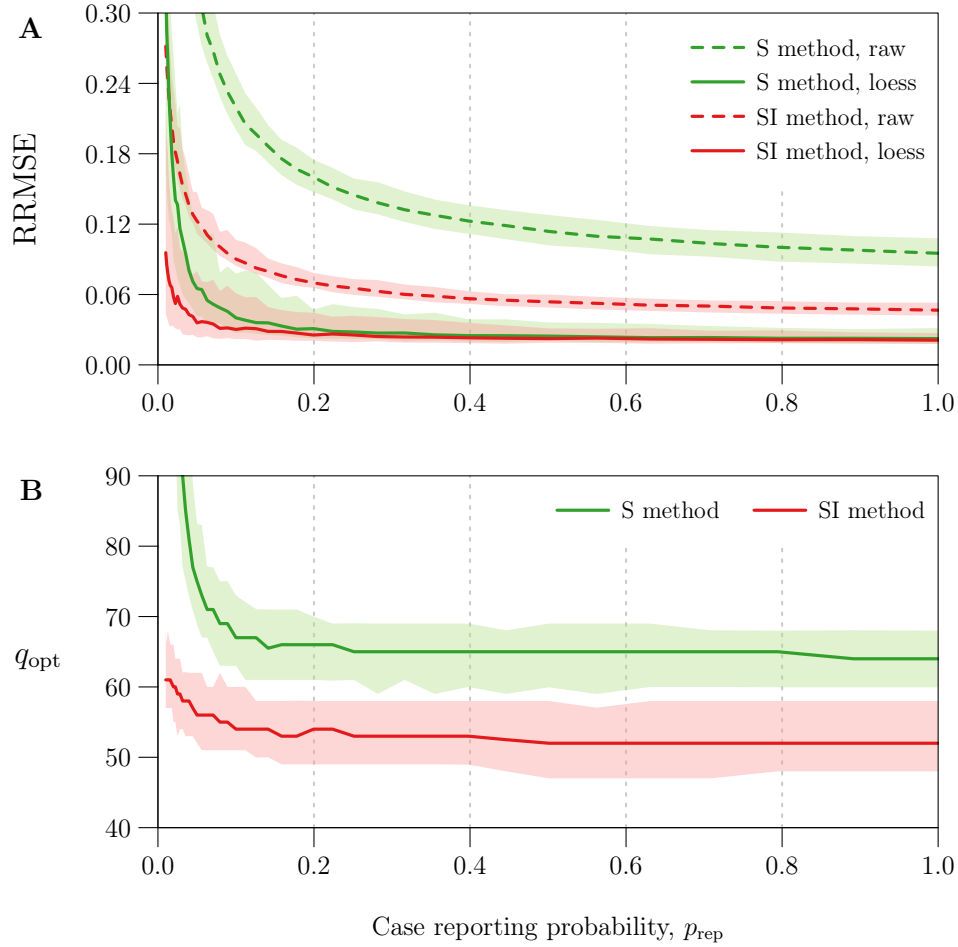 A
RRMSE
0.30
0.24
0.18
0.12
0.06
0.00
S method, raw
S method, loess
SI method, raw
SI method, loess
0.0 0.2 0.4 0.6 0.8 1.0
B
q_opt
90
80
70
60
50
40
S method SI method
0.0 0.2 0.4 0.6 0.8 1.0
Case reporting probability, p_rep